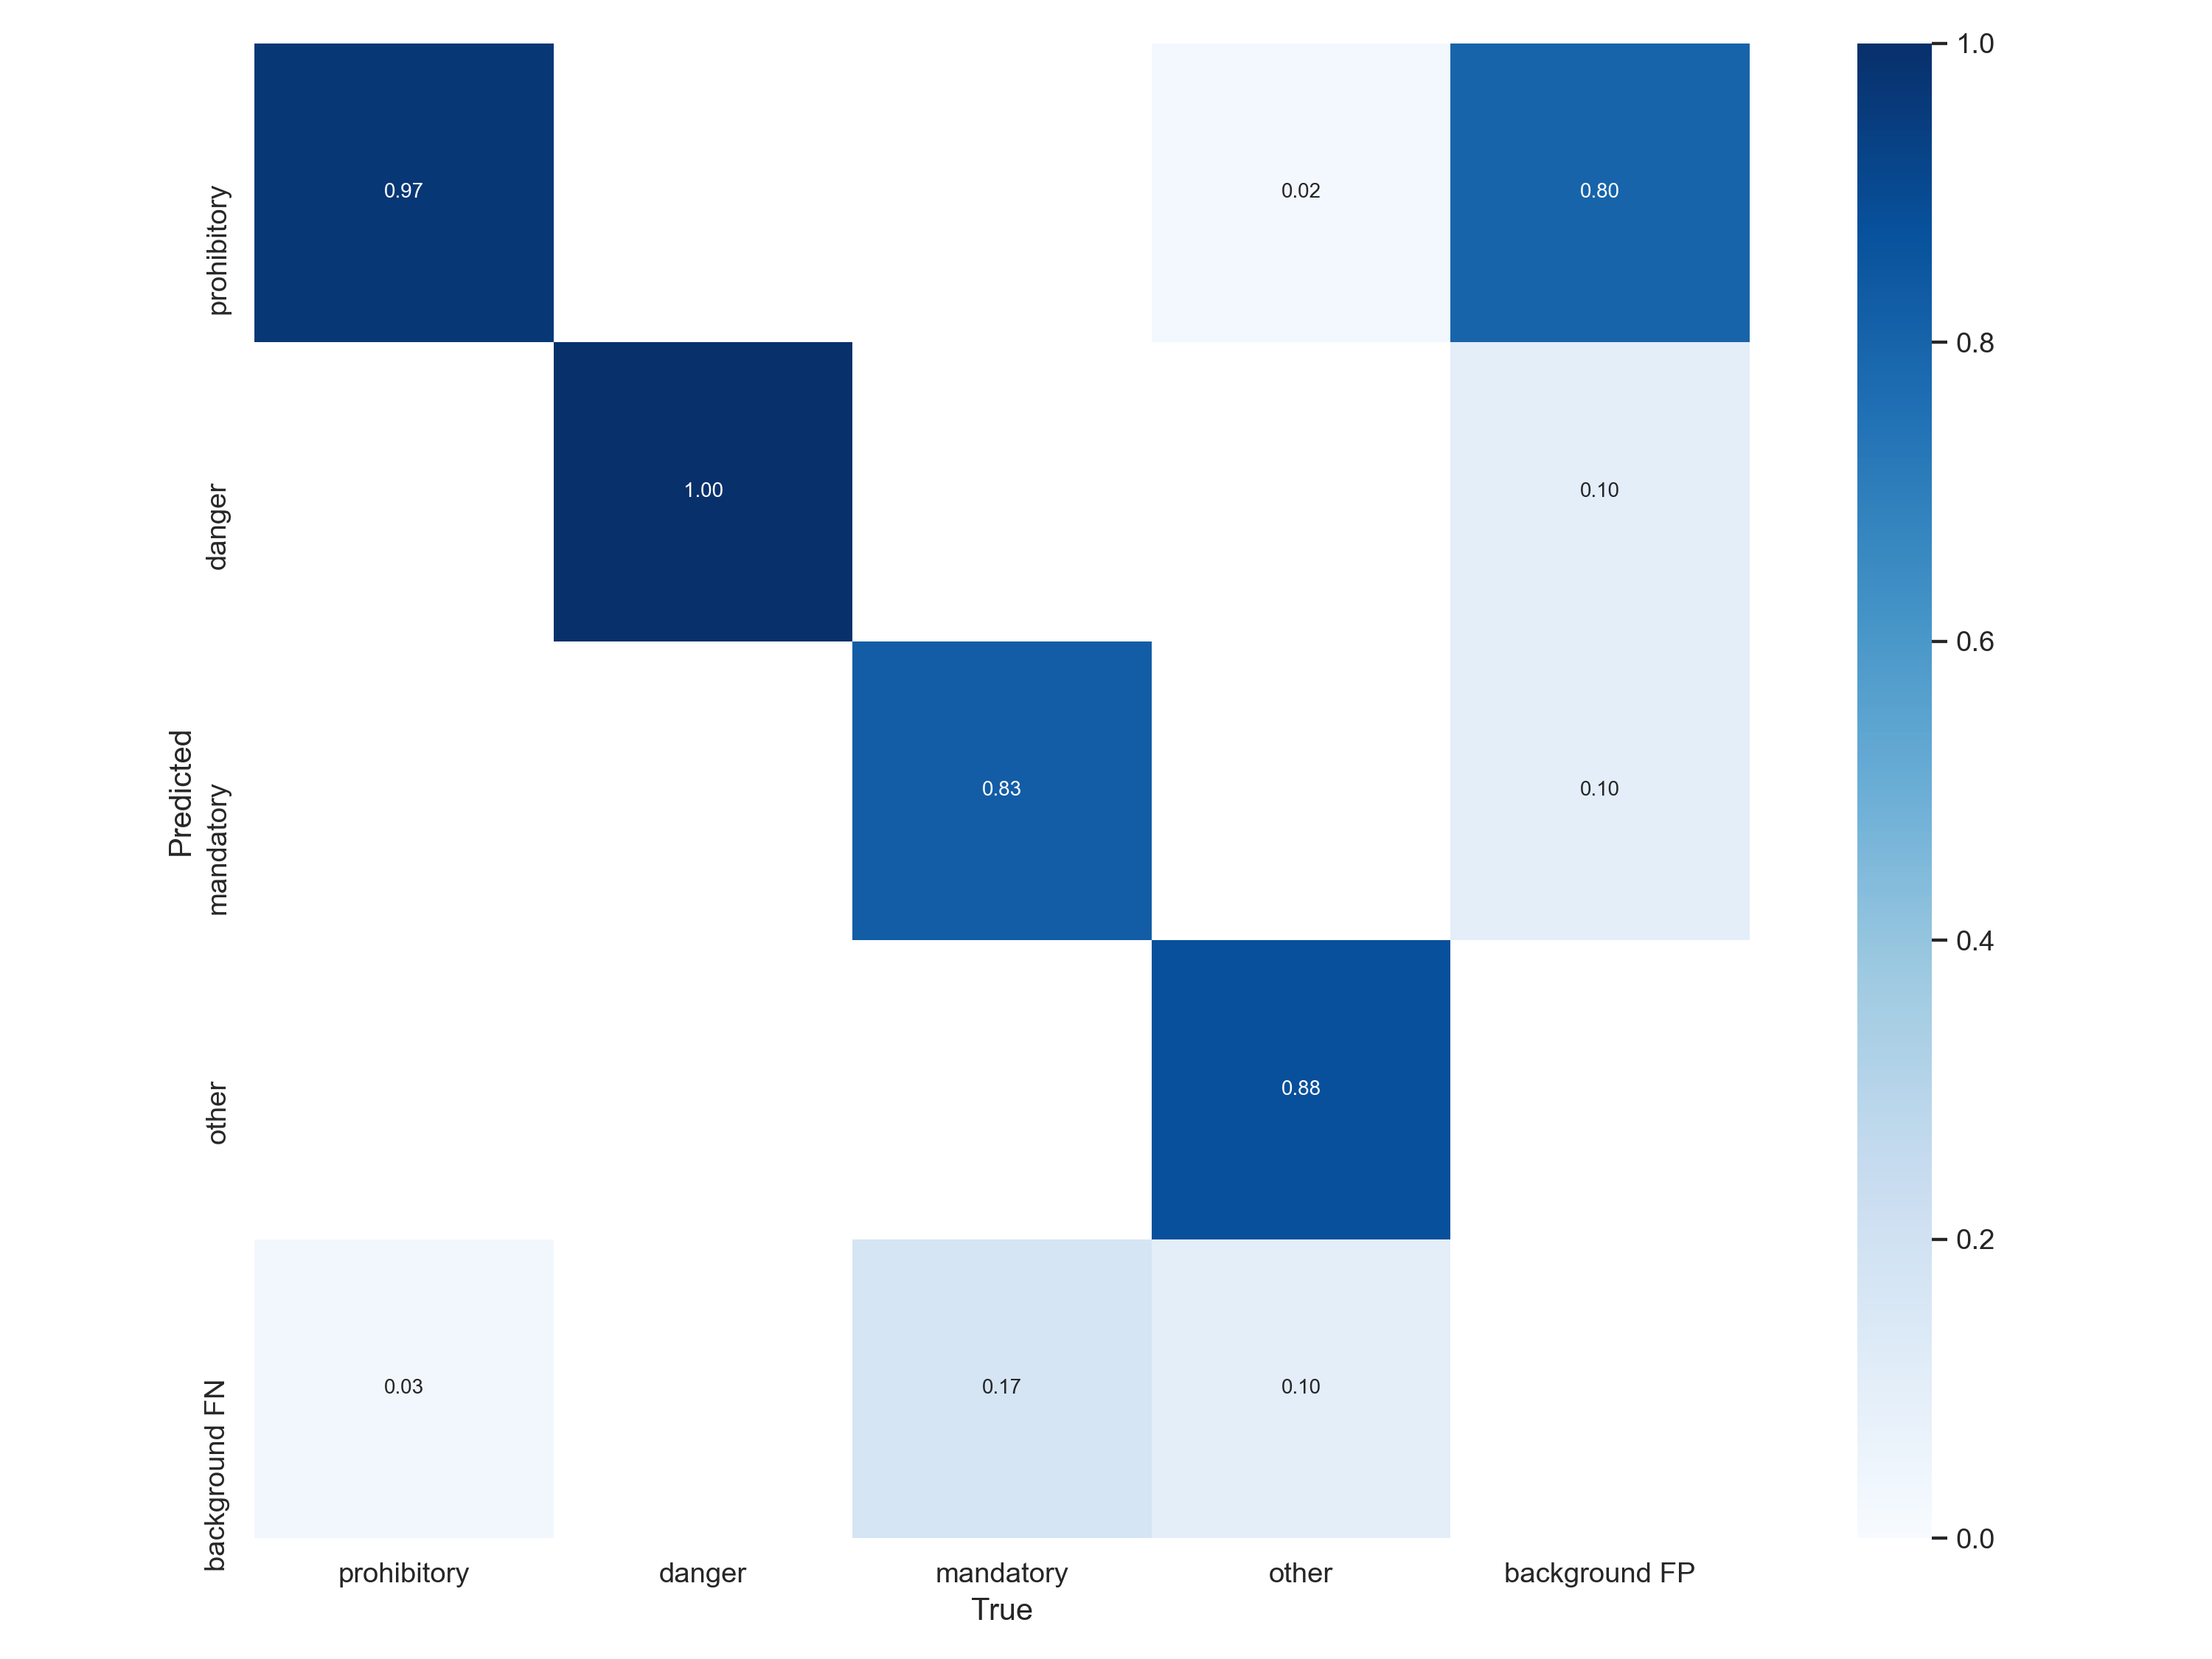 0.97
0.02
0.80
1.0
prohibitory
1.00
0.10
0.8
danger
0.83
0.10
0.6
Predicted
mandatory
0.88
0.4
other
0.03
0.17
0.10
0.2
background FN
0.0
prohibitory
danger
mandatory
other
background FP
True